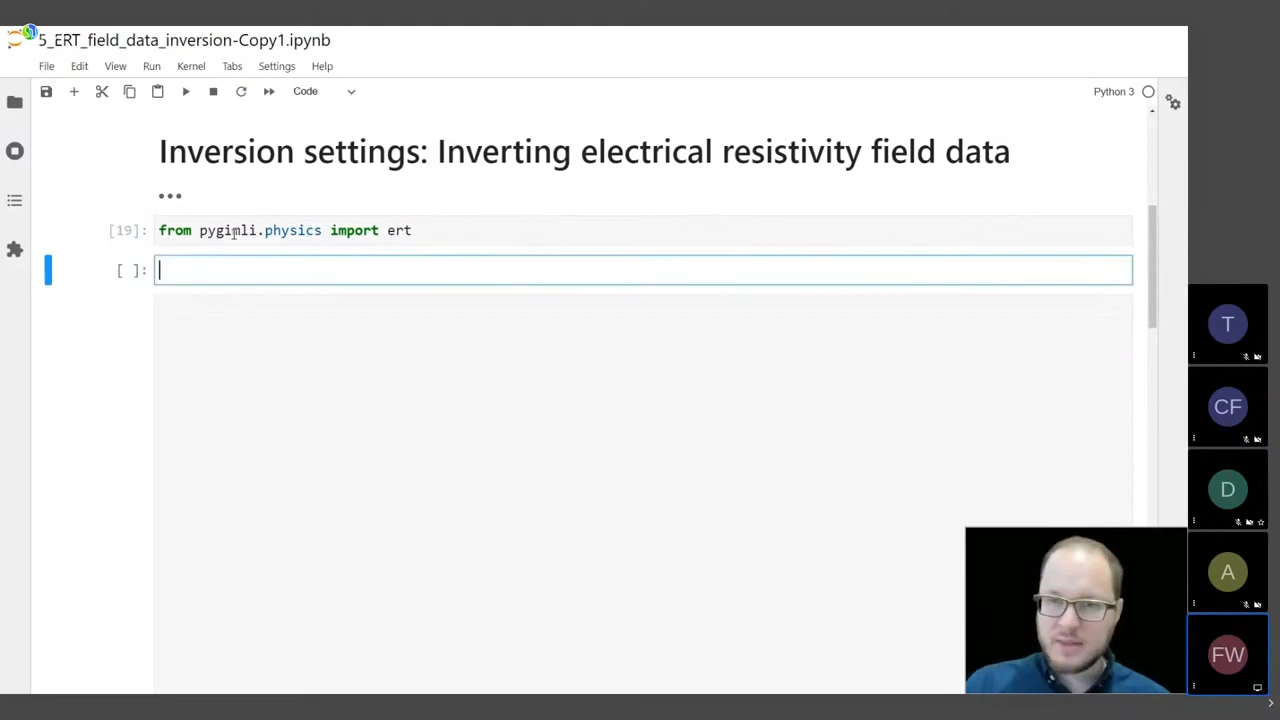 5_ERT_field_data_inversion-Copy1.ipynb
File Edit View Run Kernel Tabs Settings Help
Code
Python 3
Inversion settings: Inverting electrical resistivity field data
[19]: from pygimli.physics import ert
[ ]:
T
CF
D
A
FW